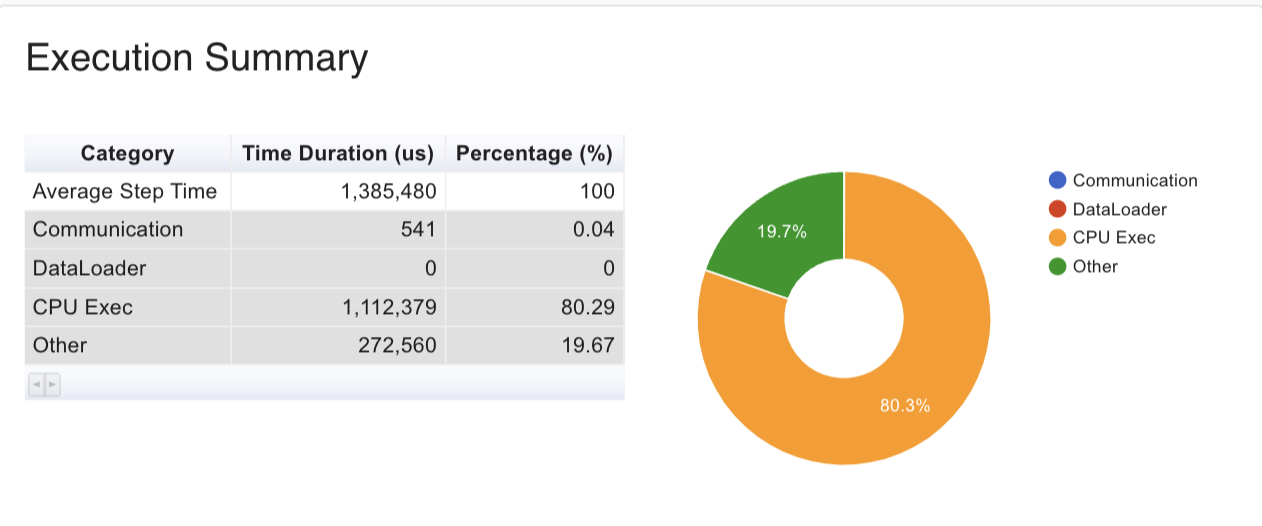 Execution Summary
Category Time Duration (us) Percentage (%)
Average Step Time 1,385,480 100
Communication 541 0.04
DataLoader 0 0
CPU Exec 1,112,379 80.29
Other 272,560 19.67
19.7%
80.3%
Communication
DataLoader
CPU Exec
Other